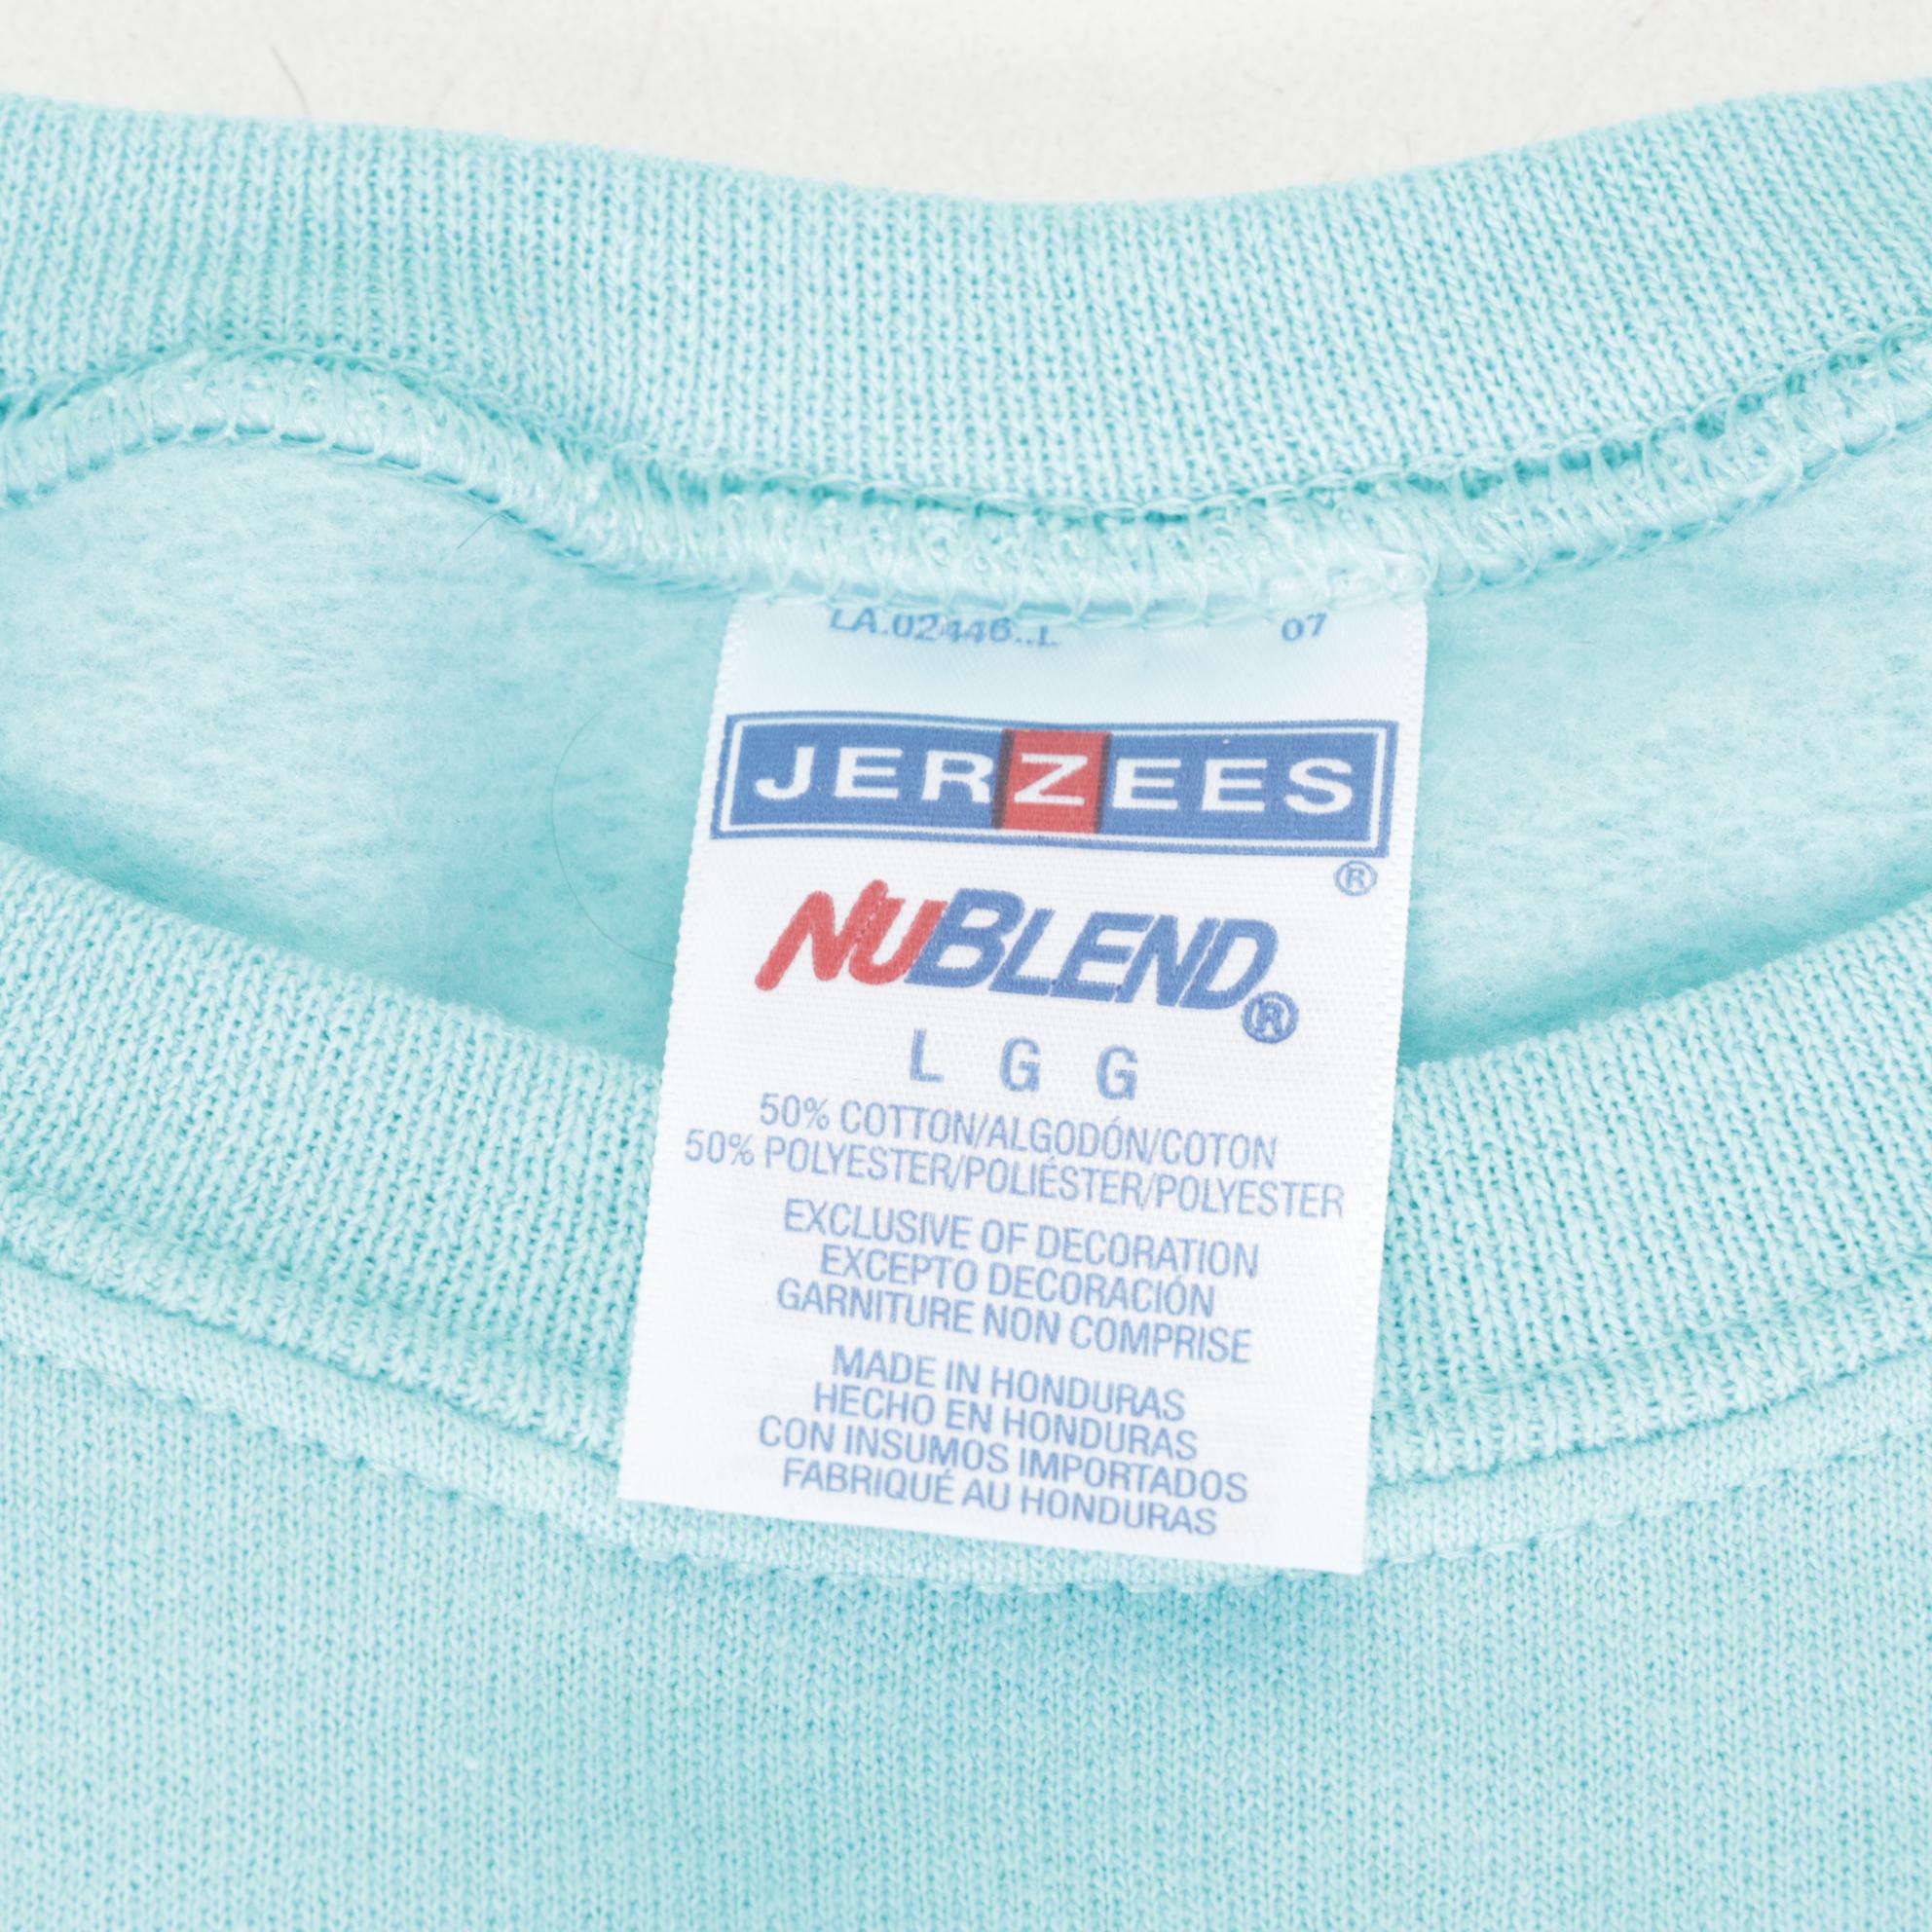 LA.02446..L 07
JERZEES
®
NUBLEND®
L G G
50% COTTON/ALGODÓN/COTON
50% POLYESTER/POLIÉSTER/POLYESTER
EXCLUSIVE OF DECORATION
EXCEPTO DECORACIÓN
GARNITURE NON COMPRISE
MADE IN HONDURAS
HECHO EN HONDURAS
CON INSUMOS IMPORTADOS
FABRIQUÉ AU HONDURAS